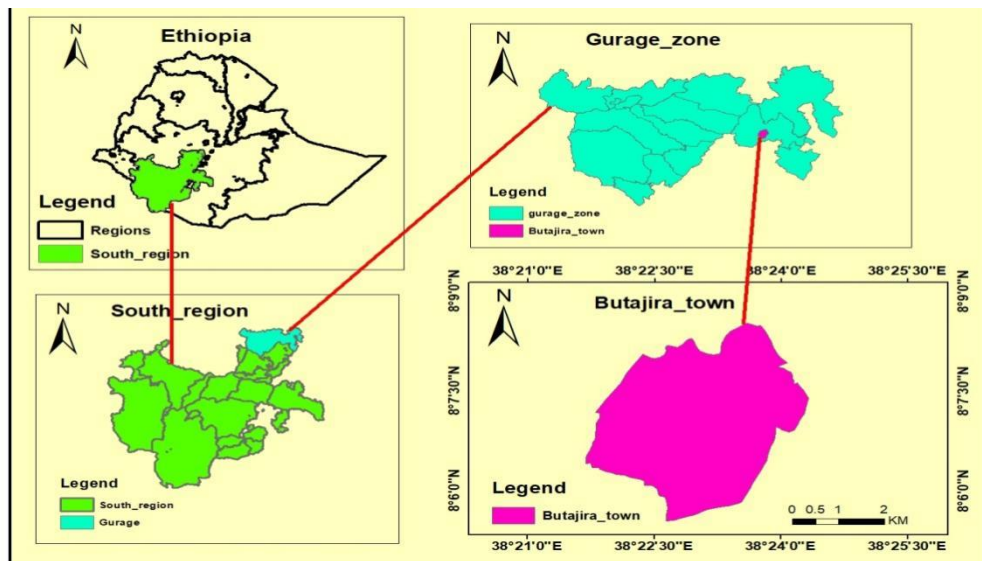 N
Ethiopia
Legend
Regions
South_region
N
Gurage_zone
Legend
gurage_zone
Butajira_town
N
South_region
Legend
South_region
Gurage
38°21'0"E 38°22'30"E 38°24'0"E 38°25'30"E
8°9'0"N
8°7'30"N
8°6'0"N
N
Butajira_town
Legend
Butajira_town
0 0.5 1 2
KM
8°9'0"N
8°7'30"N
8°6'0"N
38°21'0"E 38°22'30"E 38°24'0"E 38°25'30"E